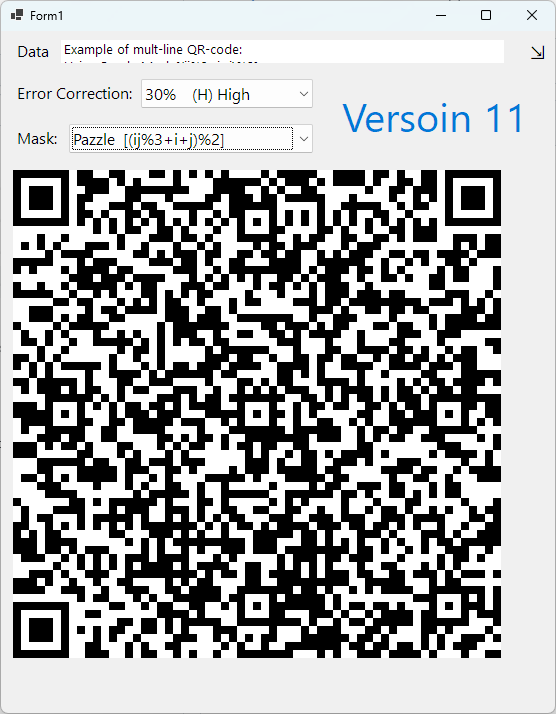 Form1
Data
Example of mult-line QR-code:
Error Correction:
30% (H) High
Versoin 11
Mask:
Pazzle [(ij%3+i+j)%2]